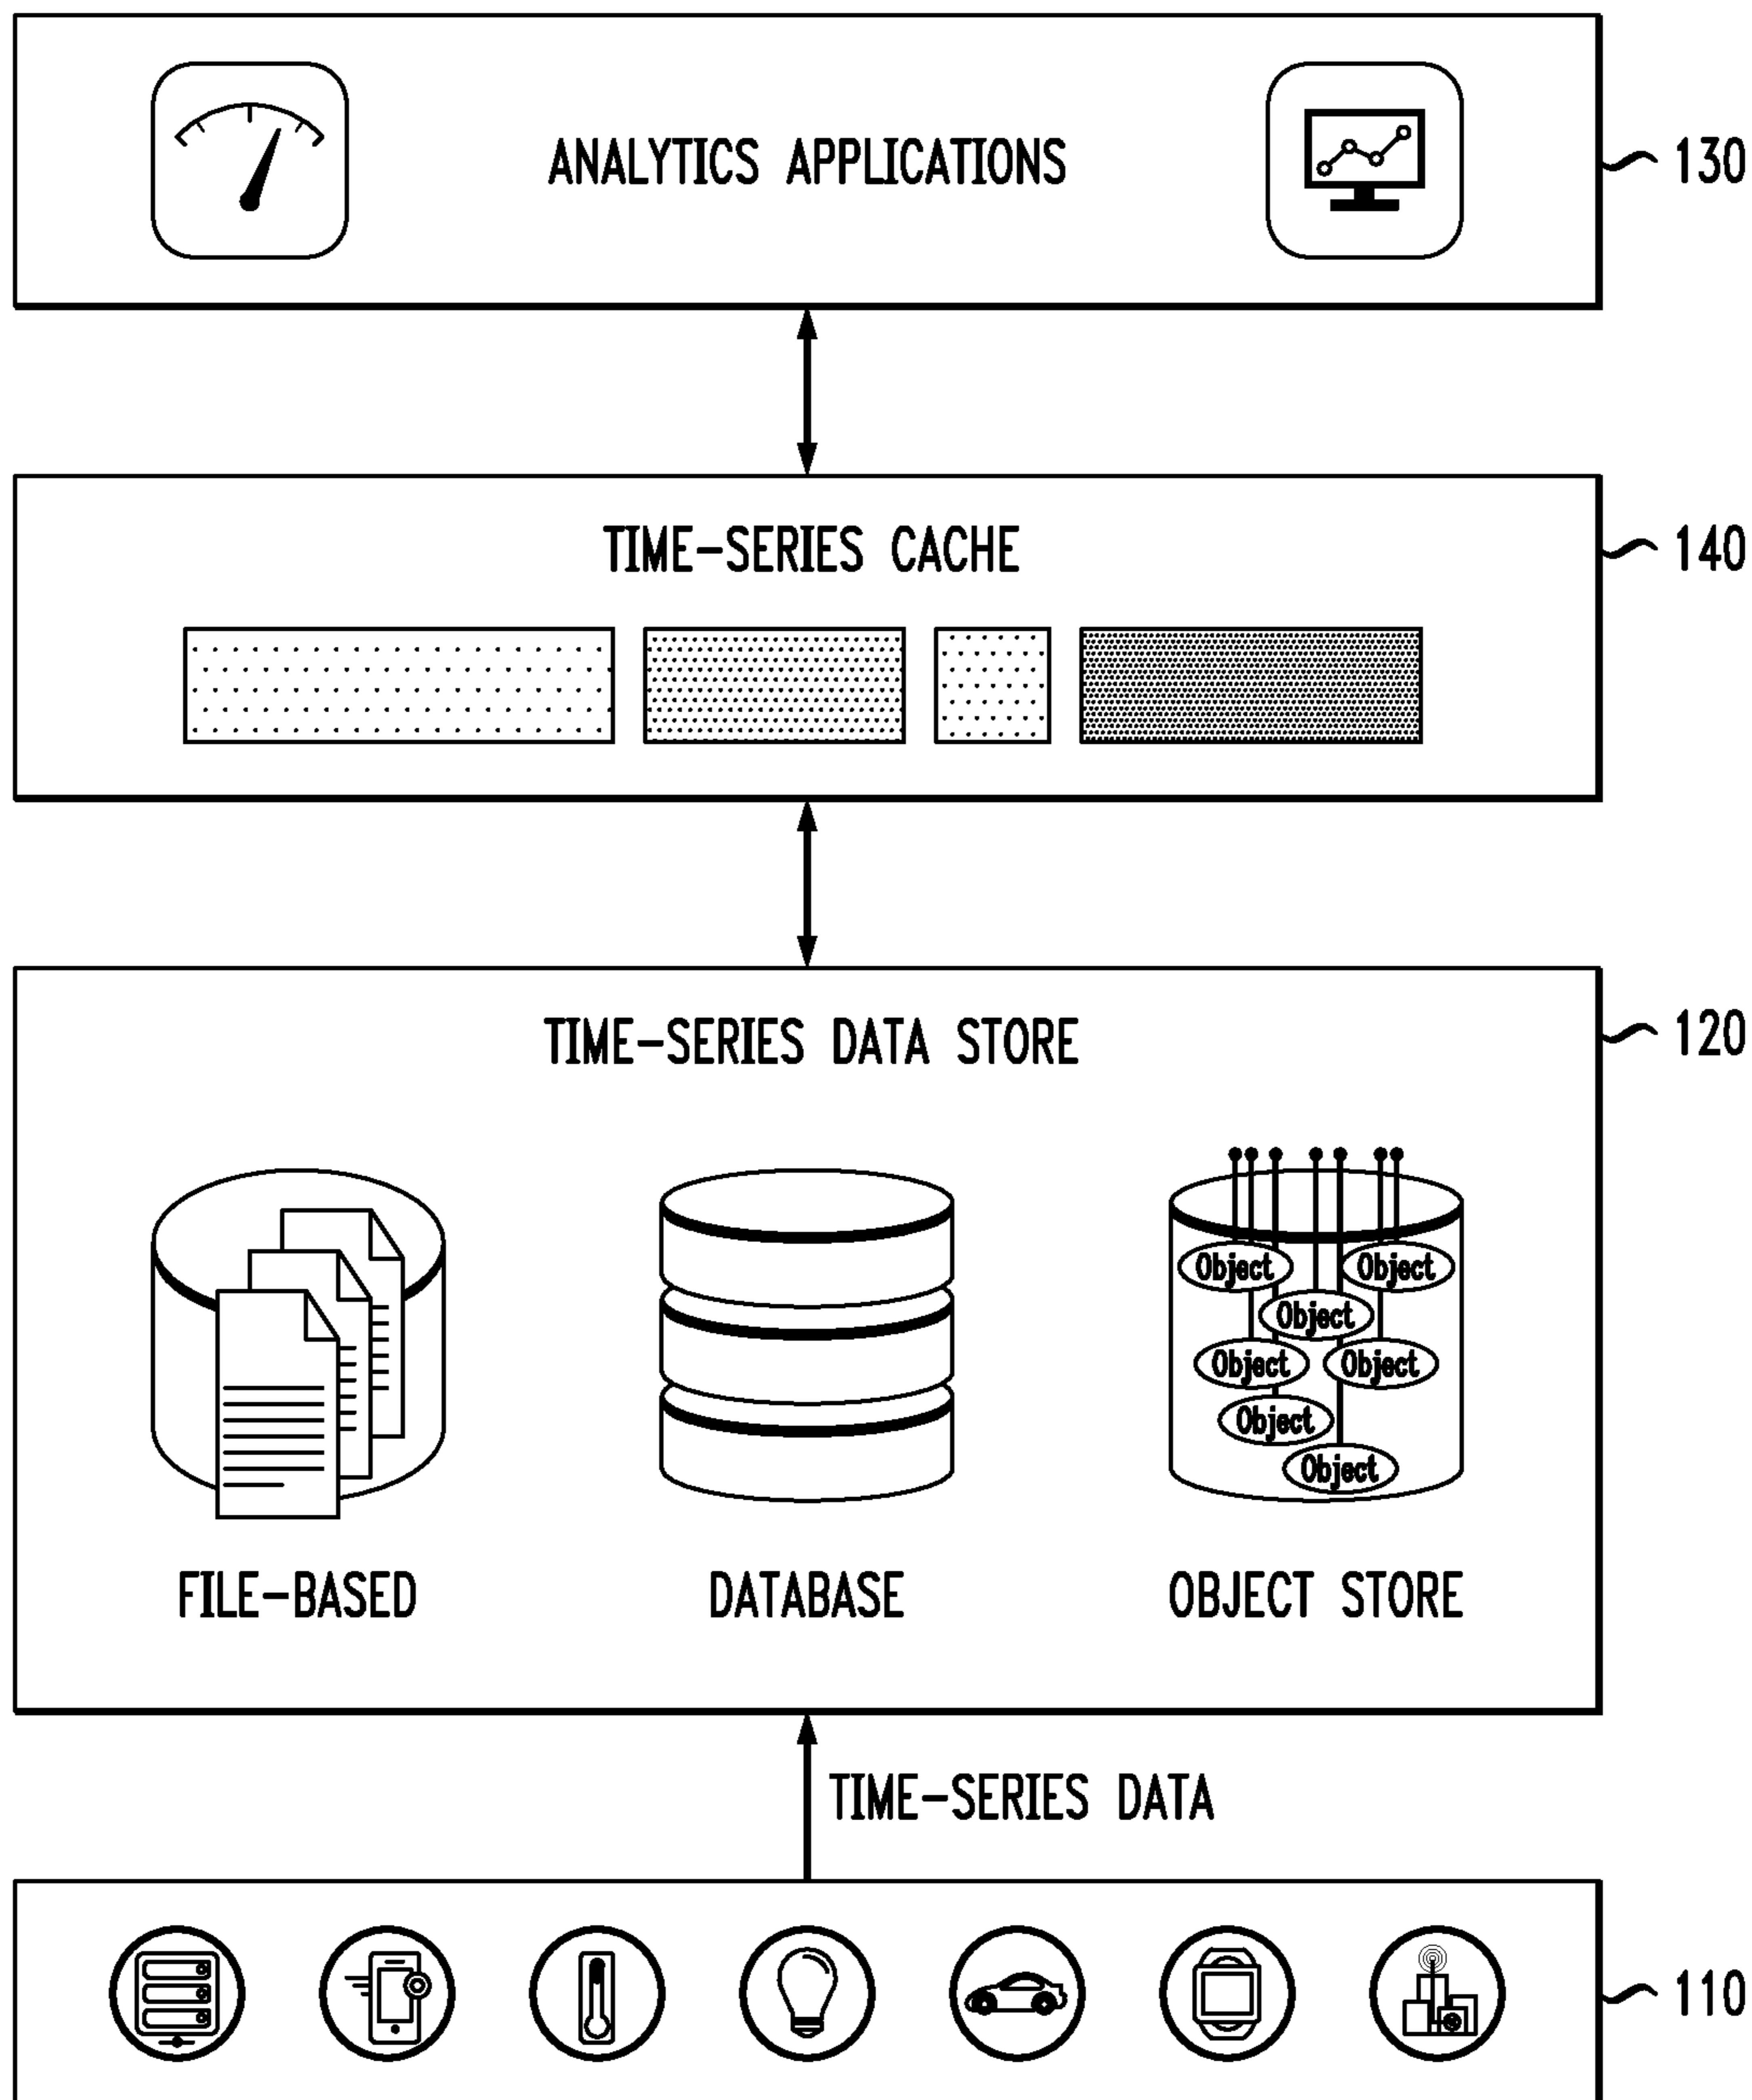 ANALYTICS APPLICATIONS
130
TIME-SERIES CACHE
140
TIME-SERIES DATA STORE
120
Object
Object
Object
Object
Object
Object
Object
FILE-BASED
DATABASE
OBJECT STORE
TIME-SERIES DATA
110